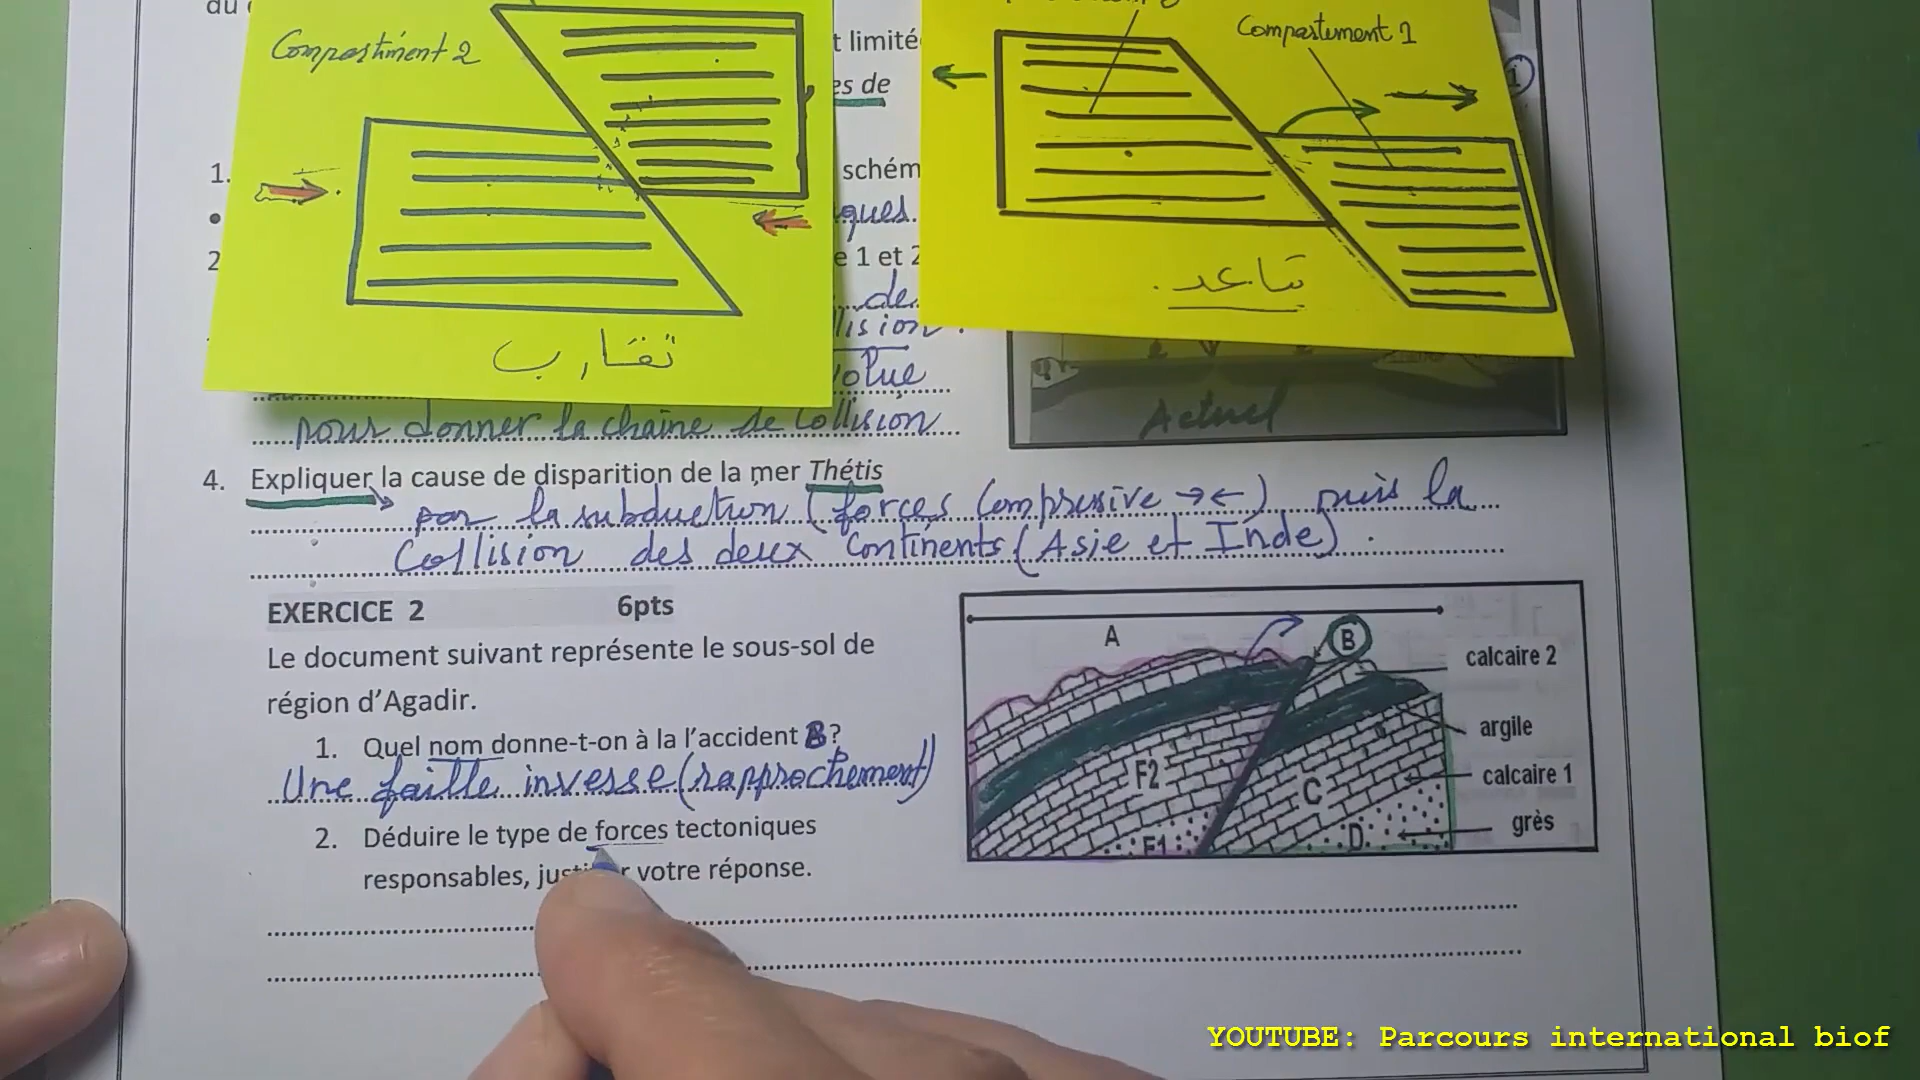 du
Compartiment 2
تقارب
Compartement 1
تباعد
t limité
es de
1.
schém
iques.
2
e 1 et 2
de
lision.
volue
pour donner la chaîne de Collision
Actuel
4. Expliquer la cause de disparition de la mer Thétis
par la subduction (forces Compressive →←) puis la
Collision des deux Continents (Asie et Inde).
EXERCICE 2 6pts
Le document suivant représente le sous-sol de
région d'Agadir.
1. Quel nom donne-t-on à la l'accident B?
Une faille inverse (rapprochement)
2. Déduire le type de forces tectoniques
responsables, votre réponse.
A
B
calcaire 2
argile
calcaire 1
grès
F2
C
F1
D
YOUTUBE: Parcours international biof